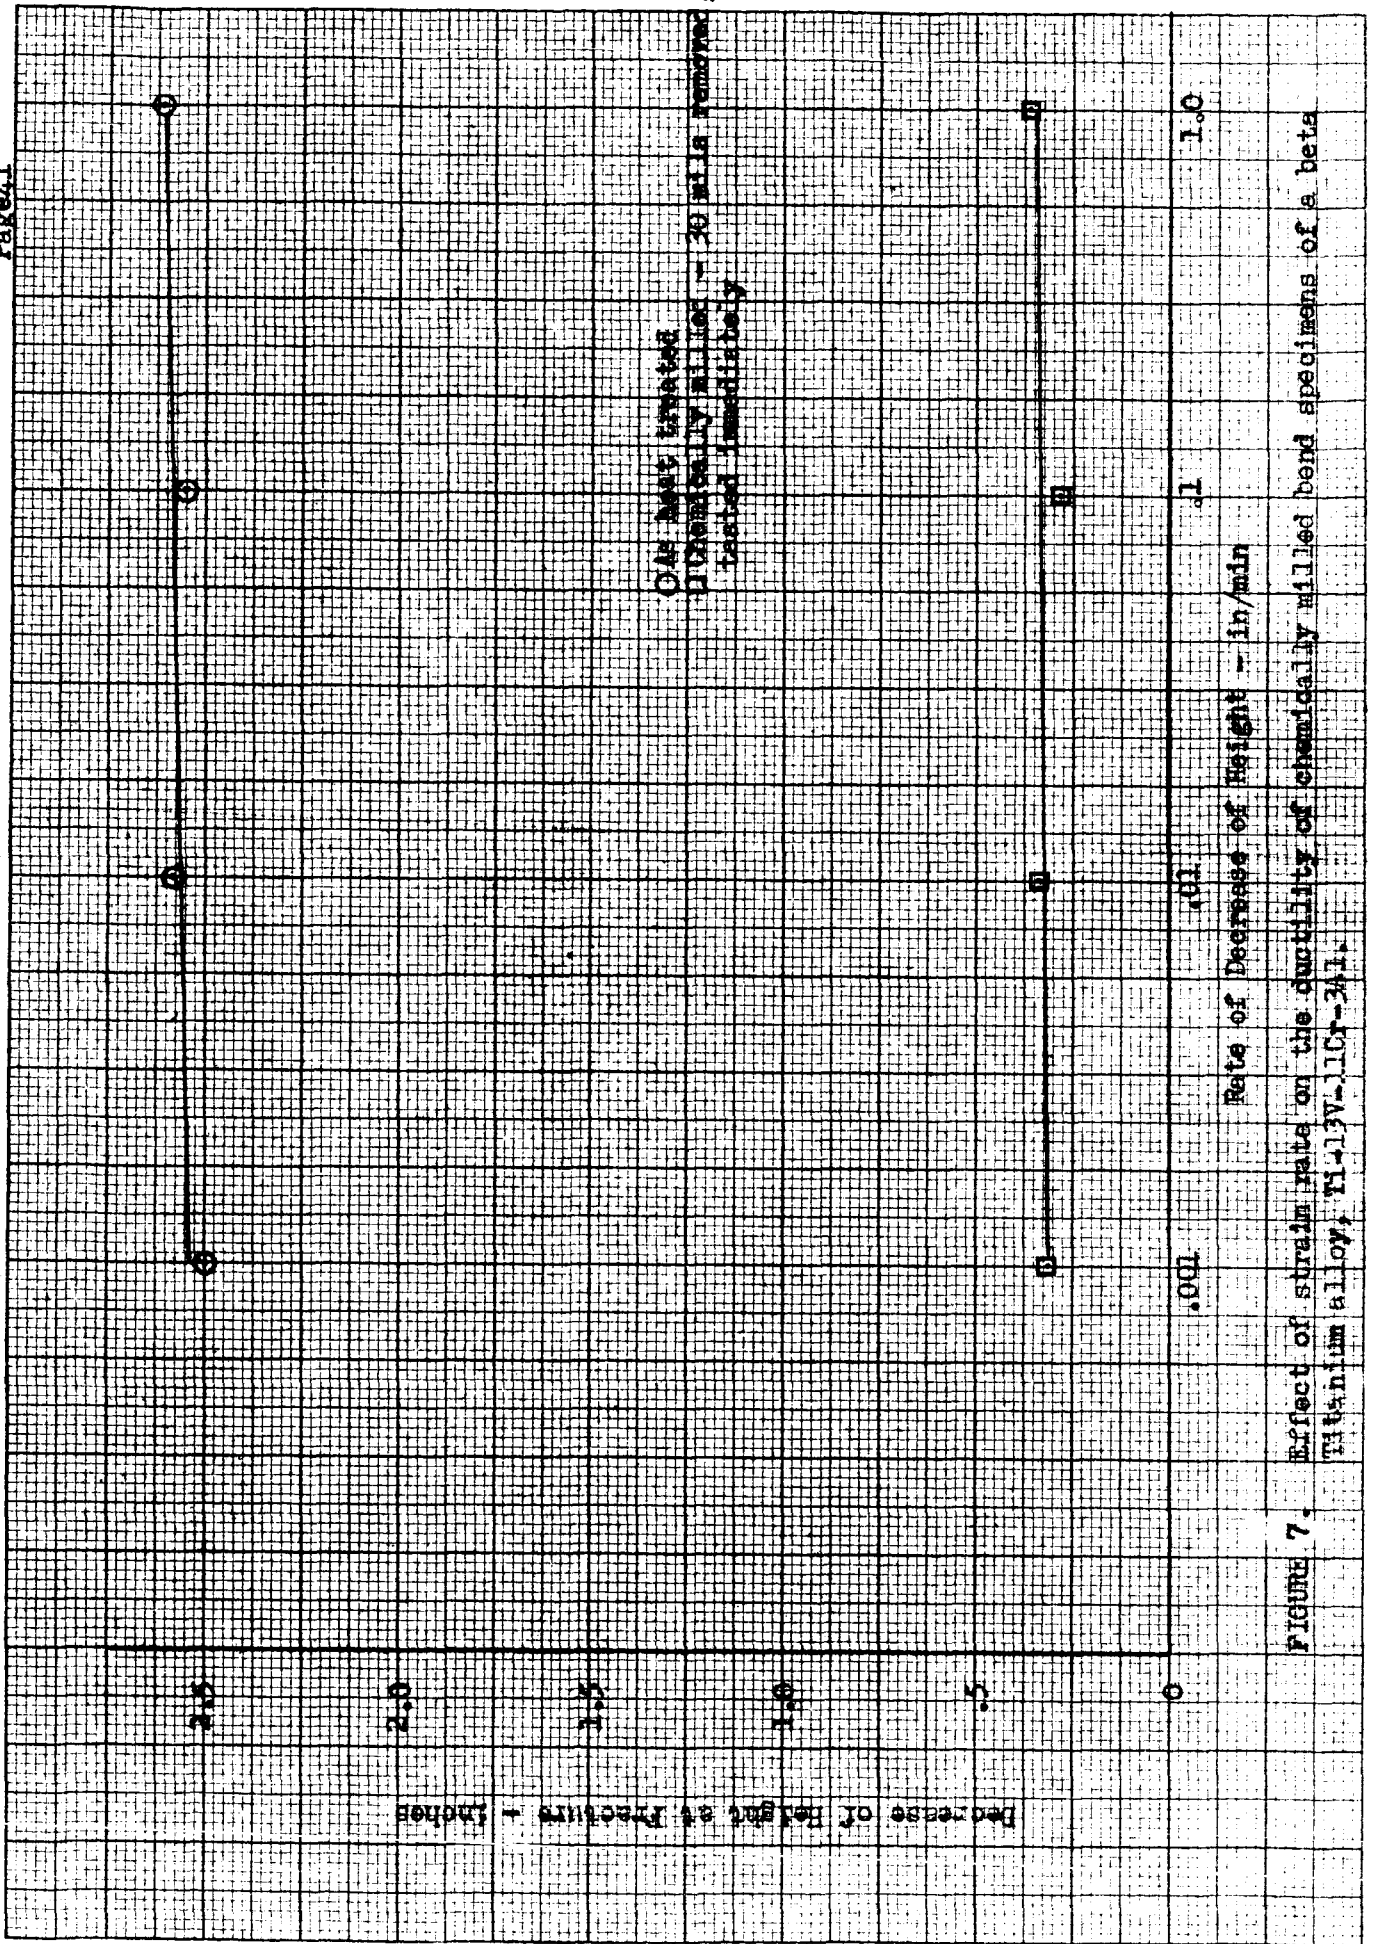 Page41
2.5
2.0
1.5
1.0
.5
0
Decrease of Height at Fracture - inches
As heat treated
Chemically milled - 30 mils removed
tested immediately
.001
.01
.1
1.0
Rate of Decrease of Height - in/min
FIGURE 7. Effect of strain rate on the ductility of chemically milled bend specimens of a beta
Titanium alloy, Ti-13V-11Cr-3Al.